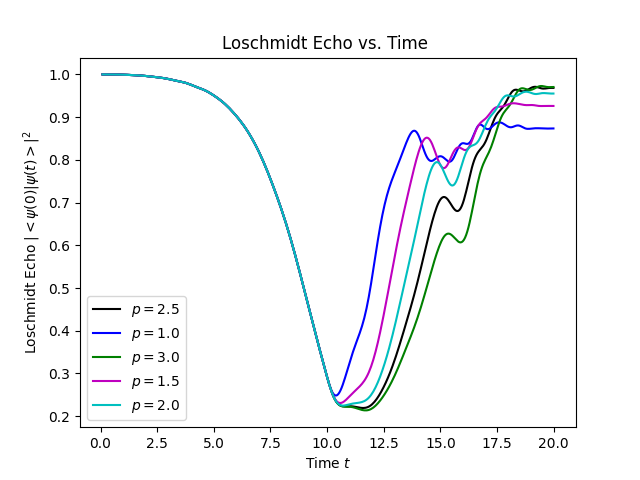 Loschmidt Echo vs. Time
Loschmidt Echo | < ψ(0)|ψ(t) > |²
1.0
0.9
0.8
0.7
0.6
0.5
0.4
0.3
0.2
p = 2.5
p = 1.0
p = 3.0
p = 1.5
p = 2.0
0.0 2.5 5.0 7.5 10.0 12.5 15.0 17.5 20.0
Time t